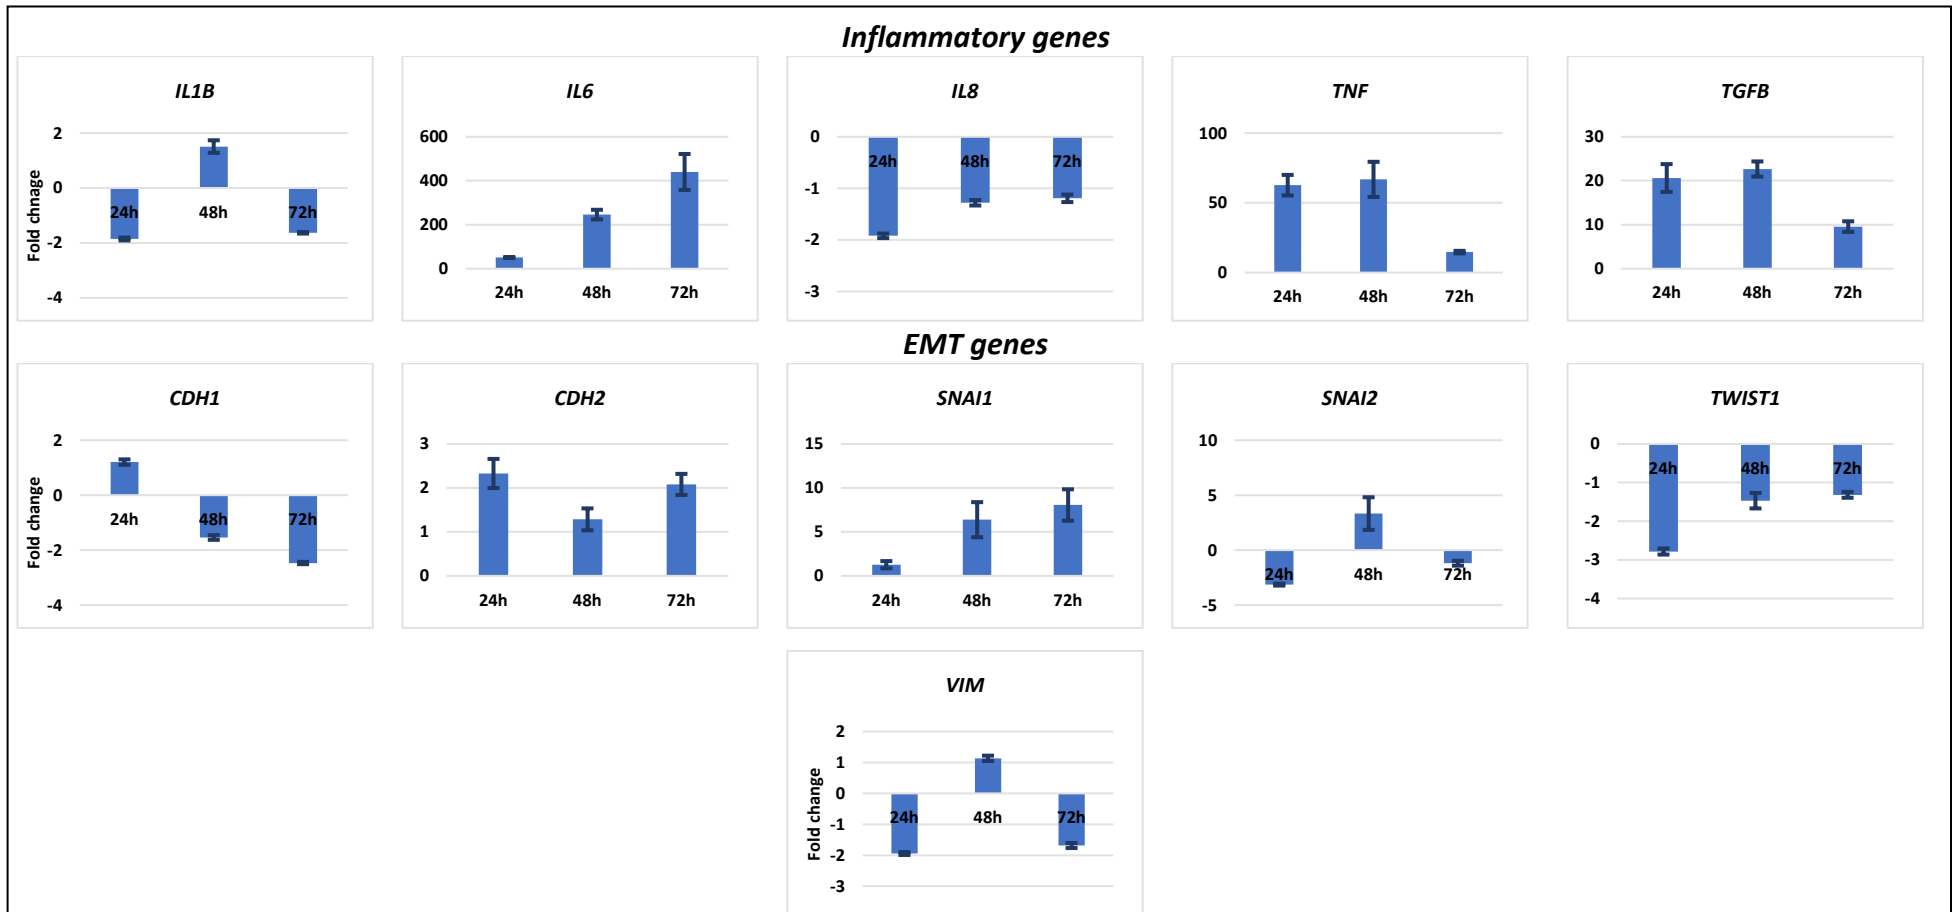 Inflammatory genes
IL1B
Fold chnage
2
0
-2
-4
24h
48h
72h
IL6
600
400
200
0
24h
48h
72h
IL8
0
-1
-2
-3
24h
48h
72h
TNF
100
50
0
24h
48h
72h
TGFB
30
20
10
0
24h
48h
72h
EMT genes
CDH1
Fold change
2
0
-2
-4
24h
48h
72h
CDH2
3
2
1
0
24h
48h
72h
SNAI1
15
10
5
0
24h
48h
72h
SNAI2
10
5
0
-5
24h
48h
72h
TWIST1
0
-1
-2
-3
-4
24h
48h
72h
VIM
Fold change
2
1
0
-1
-2
-3
24h
48h
72h